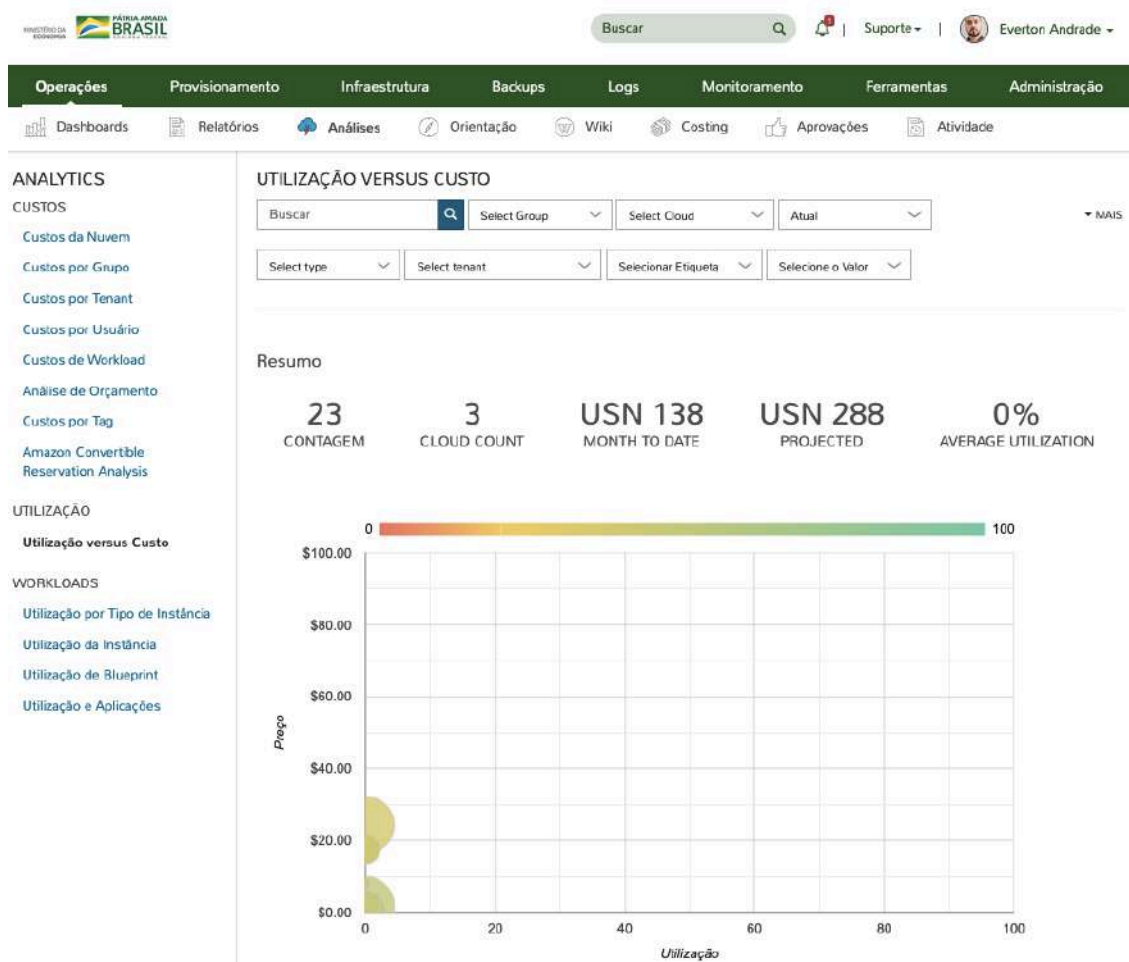 MINISTÉRIO DA
ECONOMIA
PÁTRIA AMADA
BRASIL
Buscar
Suporte
|
Everton Andrade
Operações Provisionamento Infraestrutura Backups Logs Monitoramento Ferramentas Administração
Dashboards Relatórios Análises Orientação Wiki Costing Aprovações Atividade
ANALYTICS
CUSTOS
Custos da Nuvem
Custos por Grupo
Custos por Tenant
Custos por Usuário
Custos de Workload
Análise de Orçamento
Custos por Tag
Amazon Convertible
Reservation Analysis
UTILIZAÇÃO
Utilização versus Custo
WORKLOADS
Utilização por Tipo de Instância
Utilização da Instância
Utilização de Blueprint
Utilização e Aplicações
UTILIZAÇÃO VERSUS CUSTO
Buscar Select Group Select Cloud Atual MAIS
Select type Select tenant Selecionar Etiqueta Selecione o Valor
Resumo
23 3 USN 138 USN 288 0%
CONTAGEM CLOUD COUNT MONTH TO DATE PROJECTED AVERAGE UTILIZATION
0 100
$100.00
$80.00
$60.00
Preço
$40.00
$20.00
$0.00
0 20 40 60 80 100
Utilização